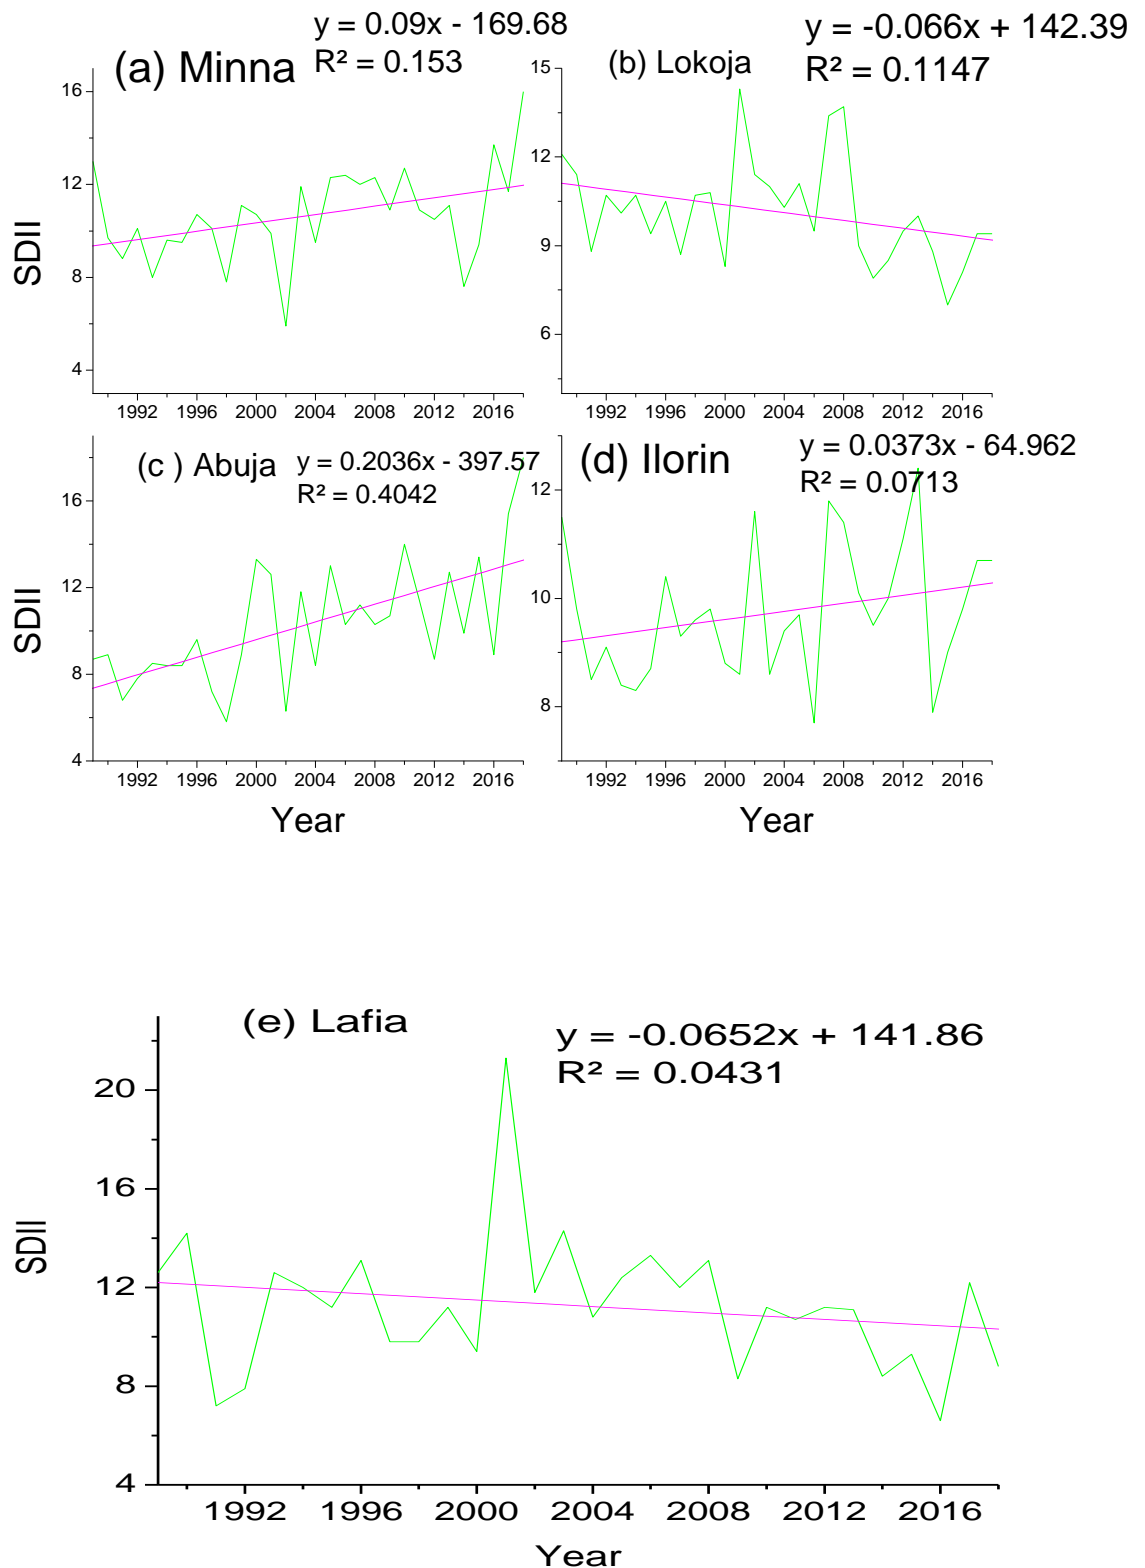 (a) Minna
y = 0.09x - 169.68
R² = 0.153
SDII
16
12
8
4
1992 1996 2000 2004 2008 2012 2016
(b) Lokoja
y = -0.066x + 142.39
R² = 0.1147
15
12
9
6
1992 1996 2000 2004 2008 2012 2016
(c ) Abuja
y = 0.2036x - 397.57
R² = 0.4042
SDII
16
12
8
4
1992 1996 2000 2004 2008 2012 2016
Year
(d) Ilorin
y = 0.0373x - 64.962
R² = 0.0713
12
10
8
1992 1996 2000 2004 2008 2012 2016
Year
(e) Lafia
y = -0.0652x + 141.86
R² = 0.0431
SDII
20
16
12
8
4
1992 1996 2000 2004 2008 2012 2016
Year